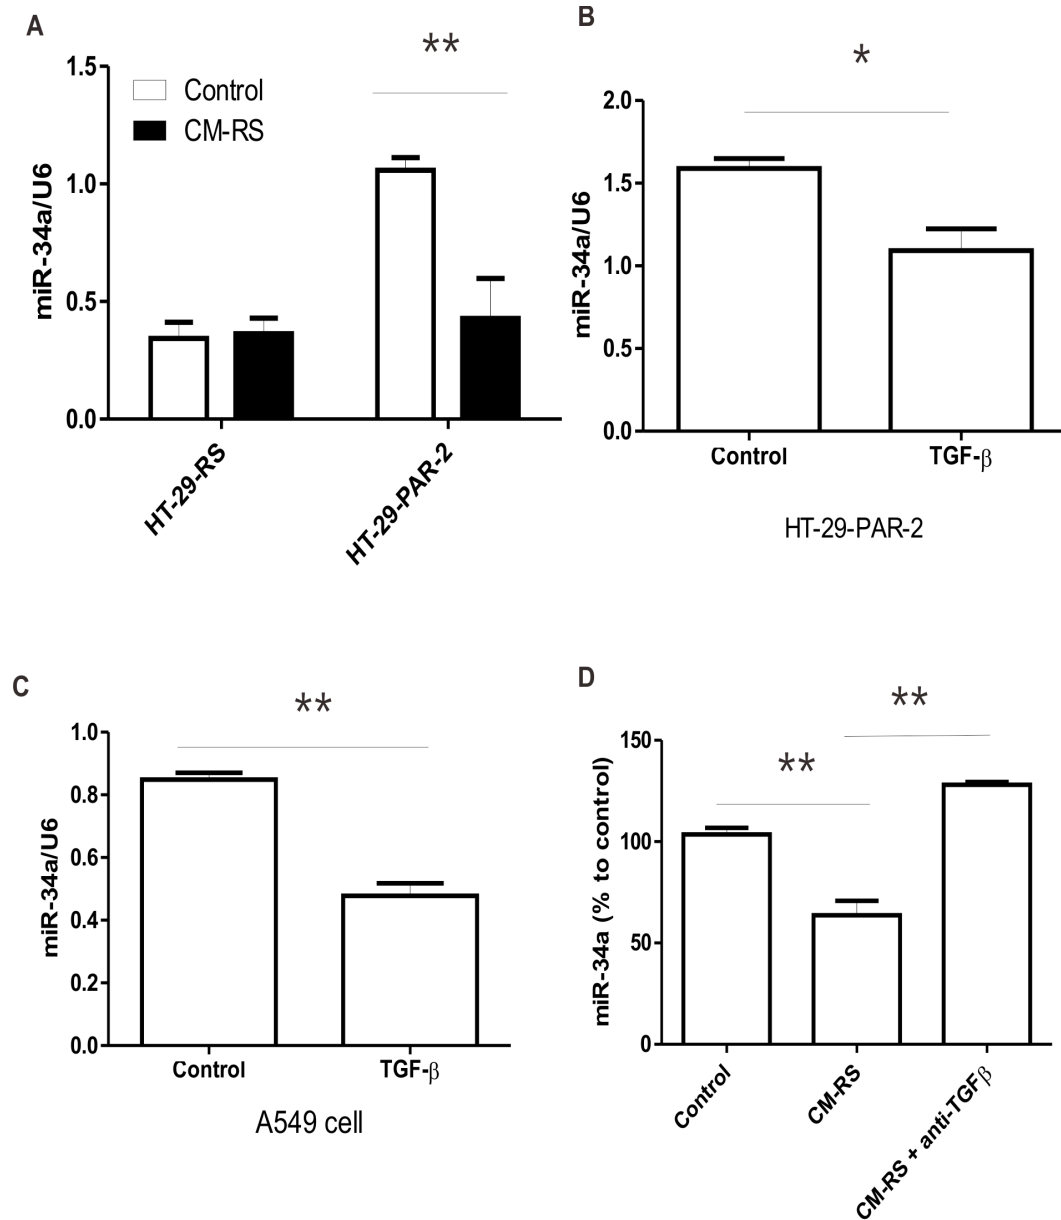 A
**
1.5
1.0
0.5
0.0
miR-34a/U6
Control
CM-RS
HT-29-RS
HT-29-PAR-2
B
*
2.0
1.5
1.0
0.5
0.0
miR-34a/U6
Control
TGF-β
HT-29-PAR-2
C
**
1.0
0.8
0.6
0.4
0.2
0.0
miR-34a/U6
Control
TGF-β
A549 cell
D
**
**
150
100
50
0
miR-34a (% to control)
Control
CM-RS
CM-RS + anti-TGFβ